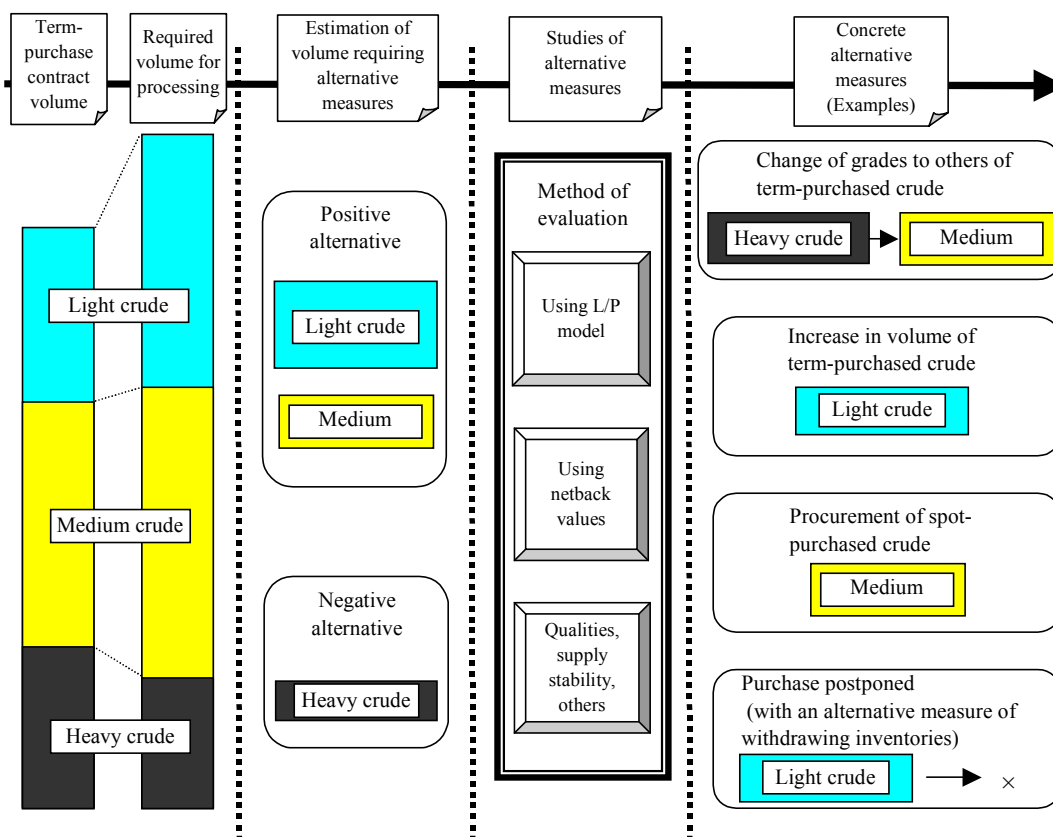 Term-
purchase
contract
volume
Required
volume for
processing
Estimation of
volume requiring
alternative
measures
Studies of
alternative
measures
Concrete
alternative
measures
(Examples)
Light crude
Medium crude
Heavy crude
Positive
alternative
Light crude
Medium
Negative
alternative
Heavy crude
Method of
evaluation
Using L/P
model
Using
netback
values
Qualities,
supply
stability,
others
Change of grades to others of
term-purchased crude
Heavy crude
Medium
Increase in volume of
term-purchased crude
Light crude
Procurement of spot-
purchased crude
Medium
Purchase postponed
(with an alternative measure of
withdrawing inventories)
Light crude
×